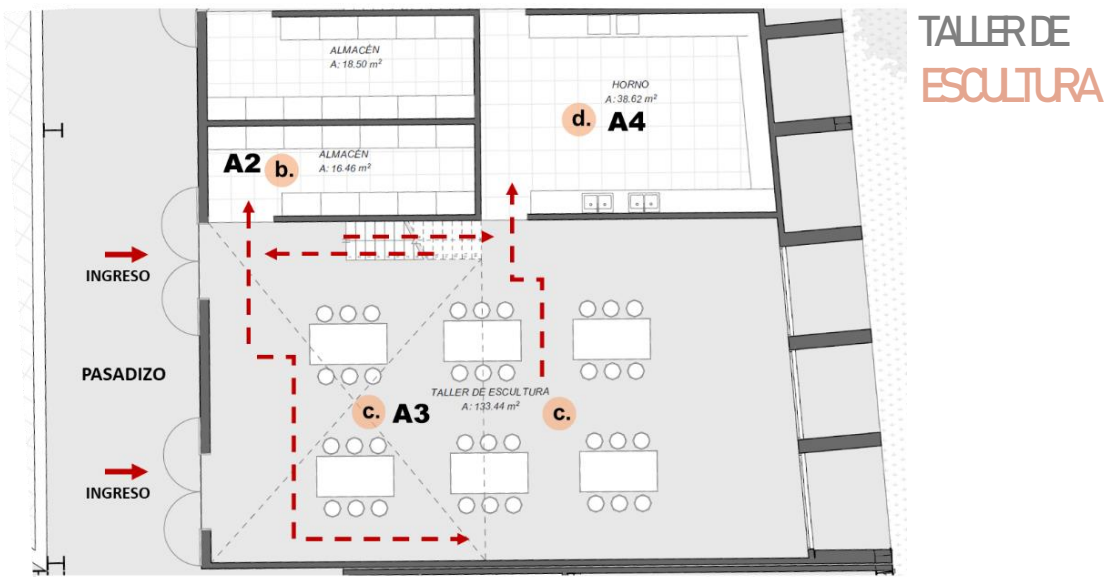 TALLER DE
ESCULTURA
ALMACÉN
A: 18.50 m²
HORNO
A: 38.62 m²
d. A4
ALMACÉN
A: 16.46 m²
A2 b.
INGRESO
PASADIZO
TALLER DE ESCULTURA
A: 133.44 m²
c. A3
c.
INGRESO